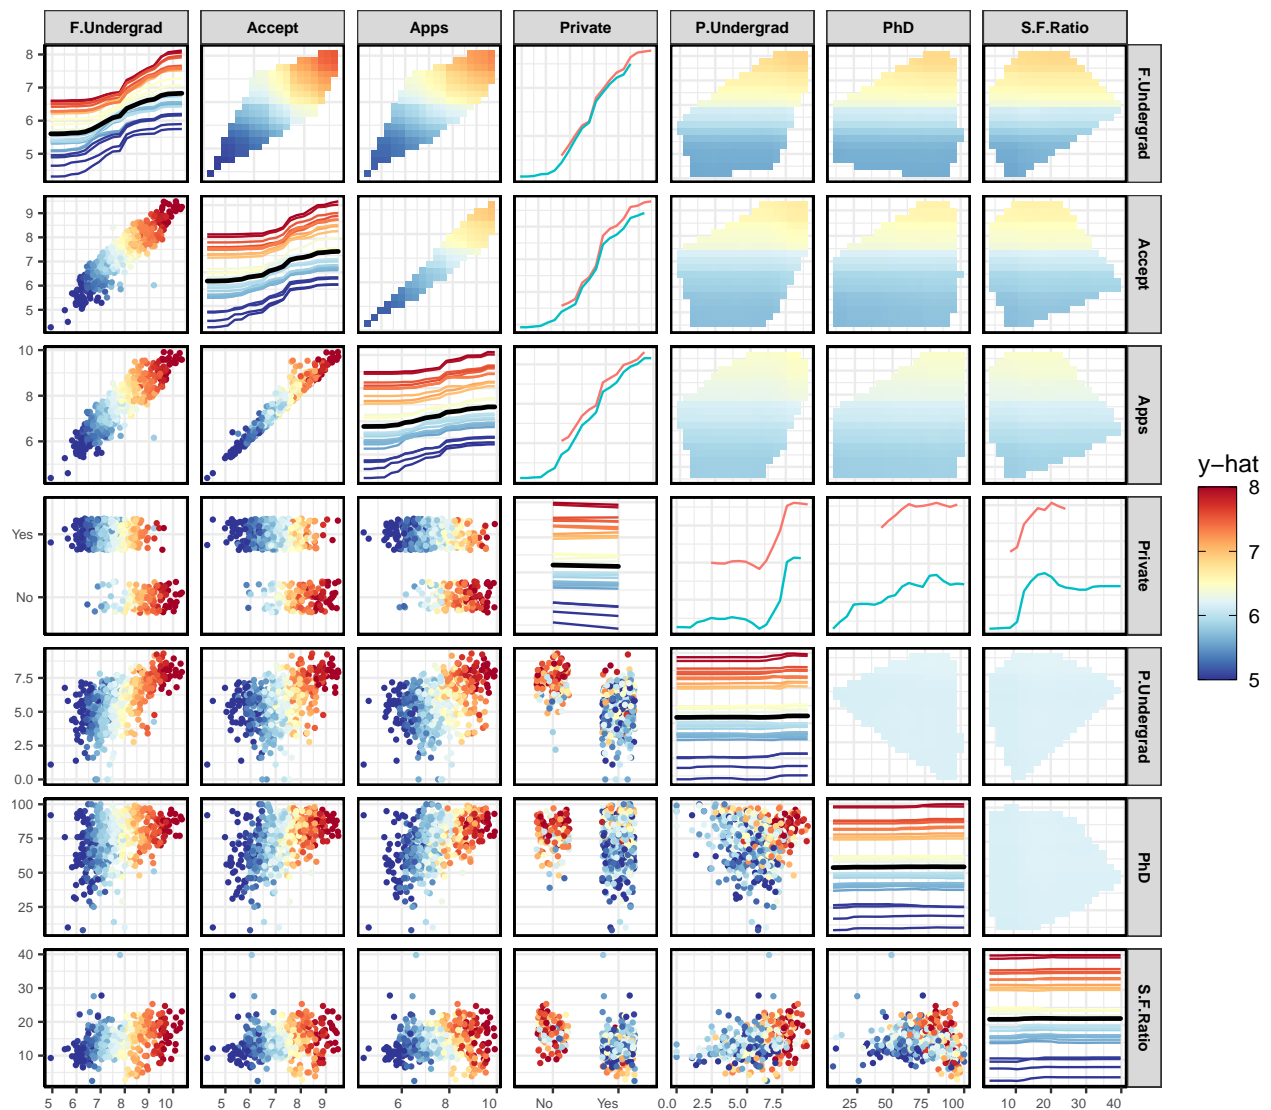 F.Undergrad Accept Apps Private P.Undergrad PhD S.F.Ratio
8
7
6
5
F.Undergrad
9
8
7
6
5
Accept
10
8
6
Apps
Yes
No
Private
7.5
5.0
2.5
0.0
P.Undergrad
100
75
50
25
PhD
40
30
20
10
S.F.Ratio
5 6 7 8 9 10 5 6 7 8 9 6 8 10 No Yes 0.0 2.5 5.0 7.5 25 50 75 100 10 20 30 40
y−hat
8
7
6
5